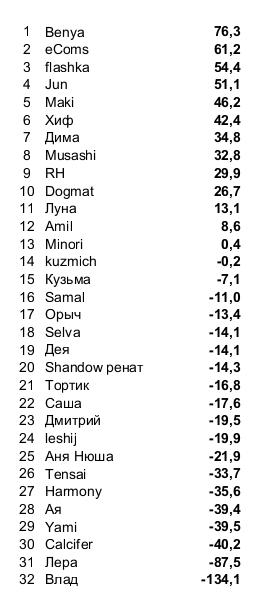 1 Benya 76,3
2 eComs 61,2
3 flashka 54,4
4 Jun 51,1
5 Maki 46,2
6 Хиф 42,4
7 Дима 34,8
8 Musashi 32,8
9 RH 29,9
10 Dogmat 26,7
11 Луна 13,1
12 Amil 8,6
13 Minori 0,4
14 kuzmich -0,2
15 Кузьма -7,1
16 Samal -11,0
17 Орыч -13,4
18 Selva -14,1
19 Дея -14,1
20 Shandow ренат -14,3
21 Тортик -16,8
22 Саша -17,6
23 Дмитрий -19,5
24 leshij -19,9
25 Аня Нюша -21,9
26 Tensai -33,7
27 Harmony -35,6
28 Ая -39,4
29 Yami -39,5
30 Calcifer -40,2
31 Лера -87,5
32 Влад -134,1